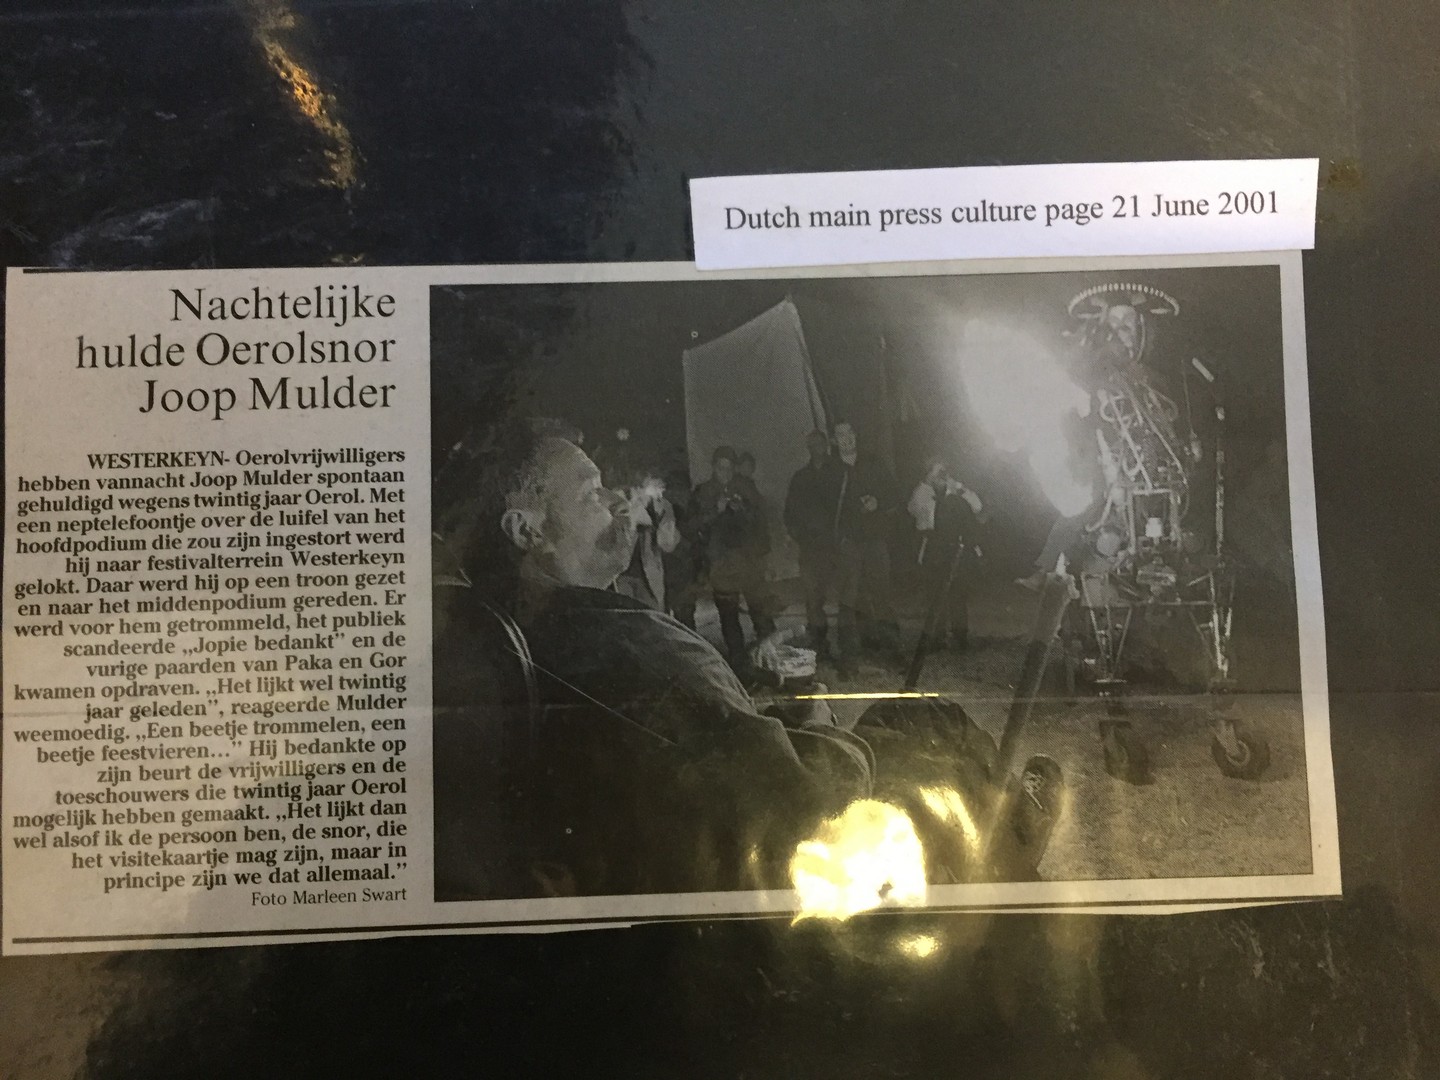 Dutch main press culture page 21 June 2001
Nachtelijke
hulde Oerolsnor
Joop Mulder
WESTERKEYN- Oerolvrijwilligers
hebben vannacht Joop Mulder spontaan
gehuldigd wegens twintig jaar Oerol. Met
een neptelefoontje over de luifel van het
hoofdpodium die zou zijn ingestort werd
hij naar festivalterrein Westerkeyn
gelokt. Daar werd hij op een troon gezet
en naar het middenpodium gereden. Er
werd voor hem getrommeld, het publiek
scandeerde „Jopie bedankt” en de
vurige paarden van Paka en Gor
kwamen opdraven. „Het lijkt wel twintig
jaar geleden”, reageerde Mulder
weemoedig. „Een beetje trommelen, een
beetje feestvieren...” Hij bedankte op
zijn beurt de vrijwilligers en de
toeschouwers die twintig jaar Oerol
mogelijk hebben gemaakt. „Het lijkt dan
wel alsof ik de persoon ben, de snor, die
het visitekaartje mag zijn, maar in
principe zijn we dat allemaal.”
Foto Marleen Swart